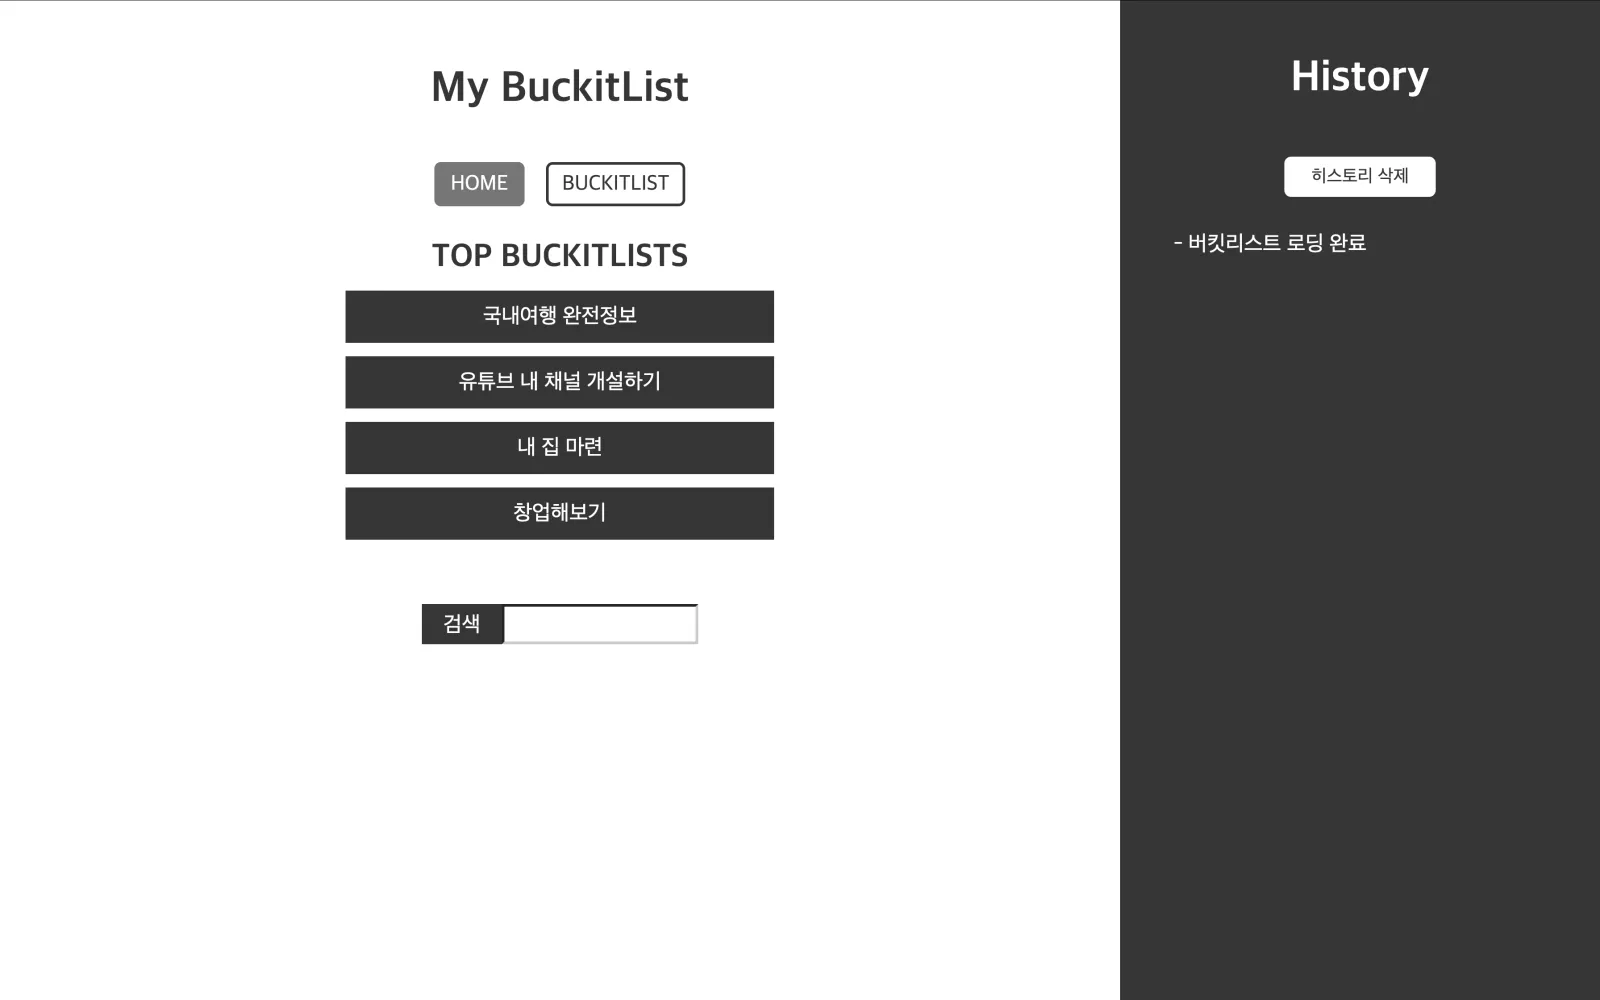 My BuckitList
HOME
BUCKITLIST
TOP BUCKITLISTS
국내여행 완전정보
유튜브 내 채널 개설하기
내 집 마련
창업해보기
검색
History
히스토리 삭제
- 버킷리스트 로딩 완료